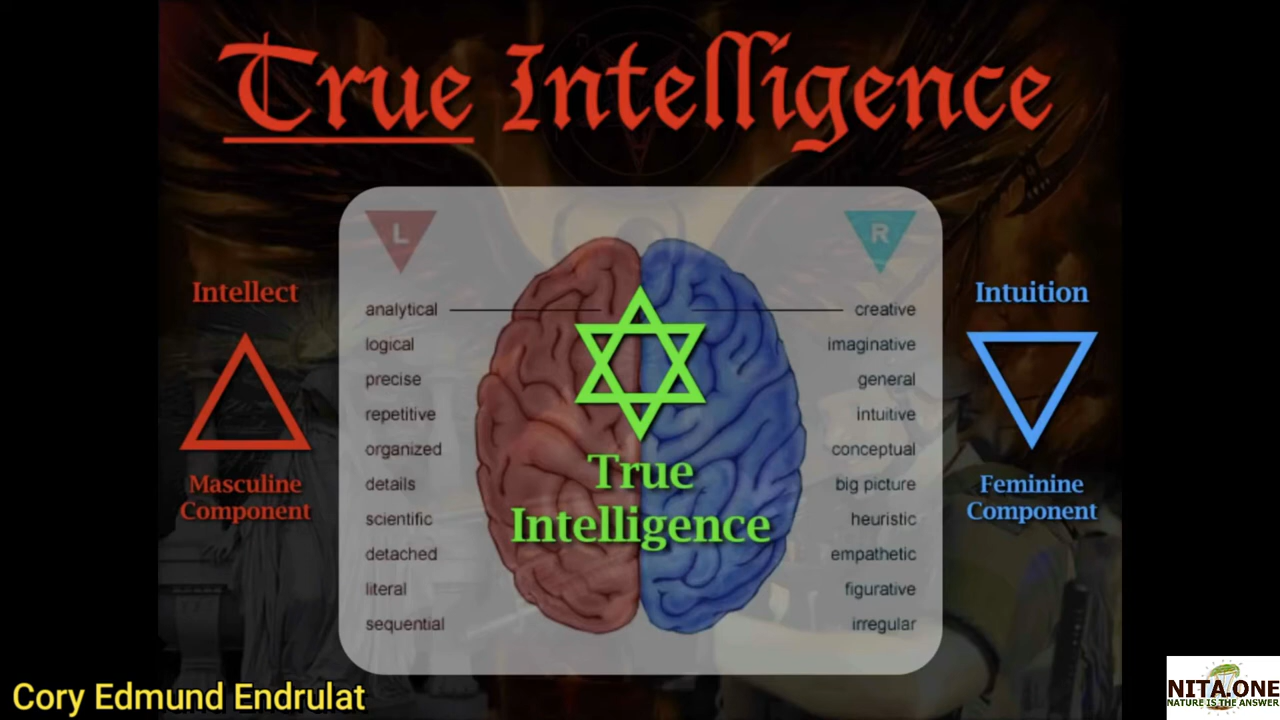 True Intelligence
L
R
Intellect
Masculine
Component
analytical
logical
precise
repetitive
organized
details
scientific
detached
literal
sequential
True
Intelligence
creative
imaginative
general
intuitive
conceptual
big picture
heuristic
empathetic
figurative
irregular
Intuition
Feminine
Component
Cory Edmund Endrulat
NITA.ONE
NATURE IS THE ANSWER